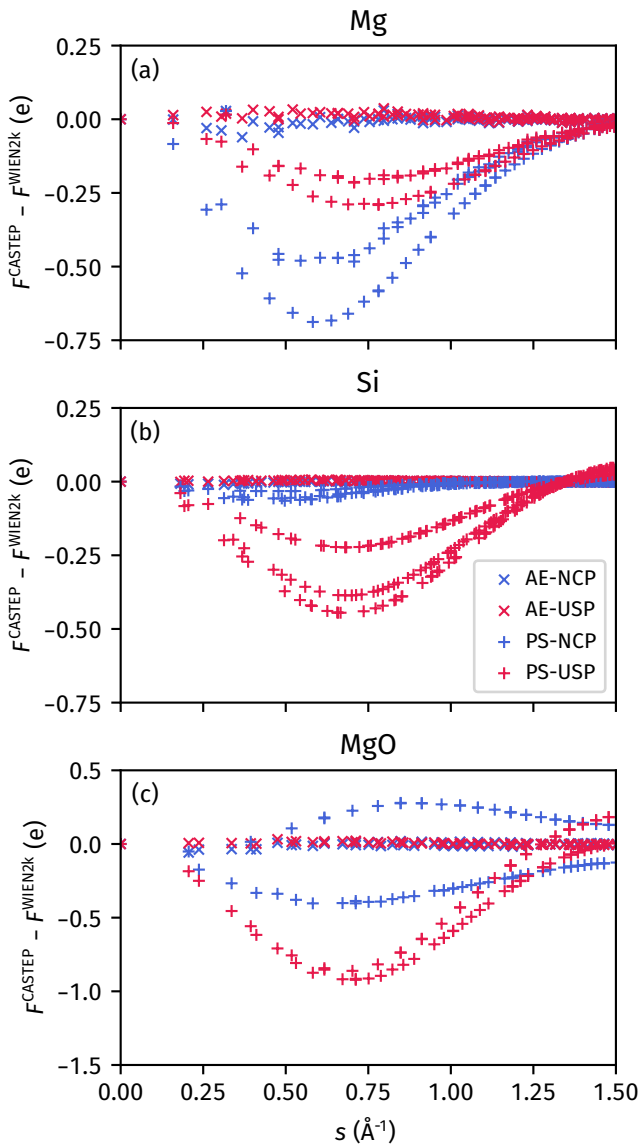 Mg
0.25
(a)
0.00
−0.25
−0.50
−0.75
F^CASTEP − F^WIEN2k (e)
Si
0.25
(b)
0.00
−0.25
−0.50
−0.75
F^CASTEP − F^WIEN2k (e)
AE-NCP
AE-USP
PS-NCP
PS-USP
MgO
0.5
(c)
0.0
−0.5
−1.0
−1.5
F^CASTEP − F^WIEN2k (e)
0.00 0.25 0.50 0.75 1.00 1.25 1.50
s (Å⁻¹)